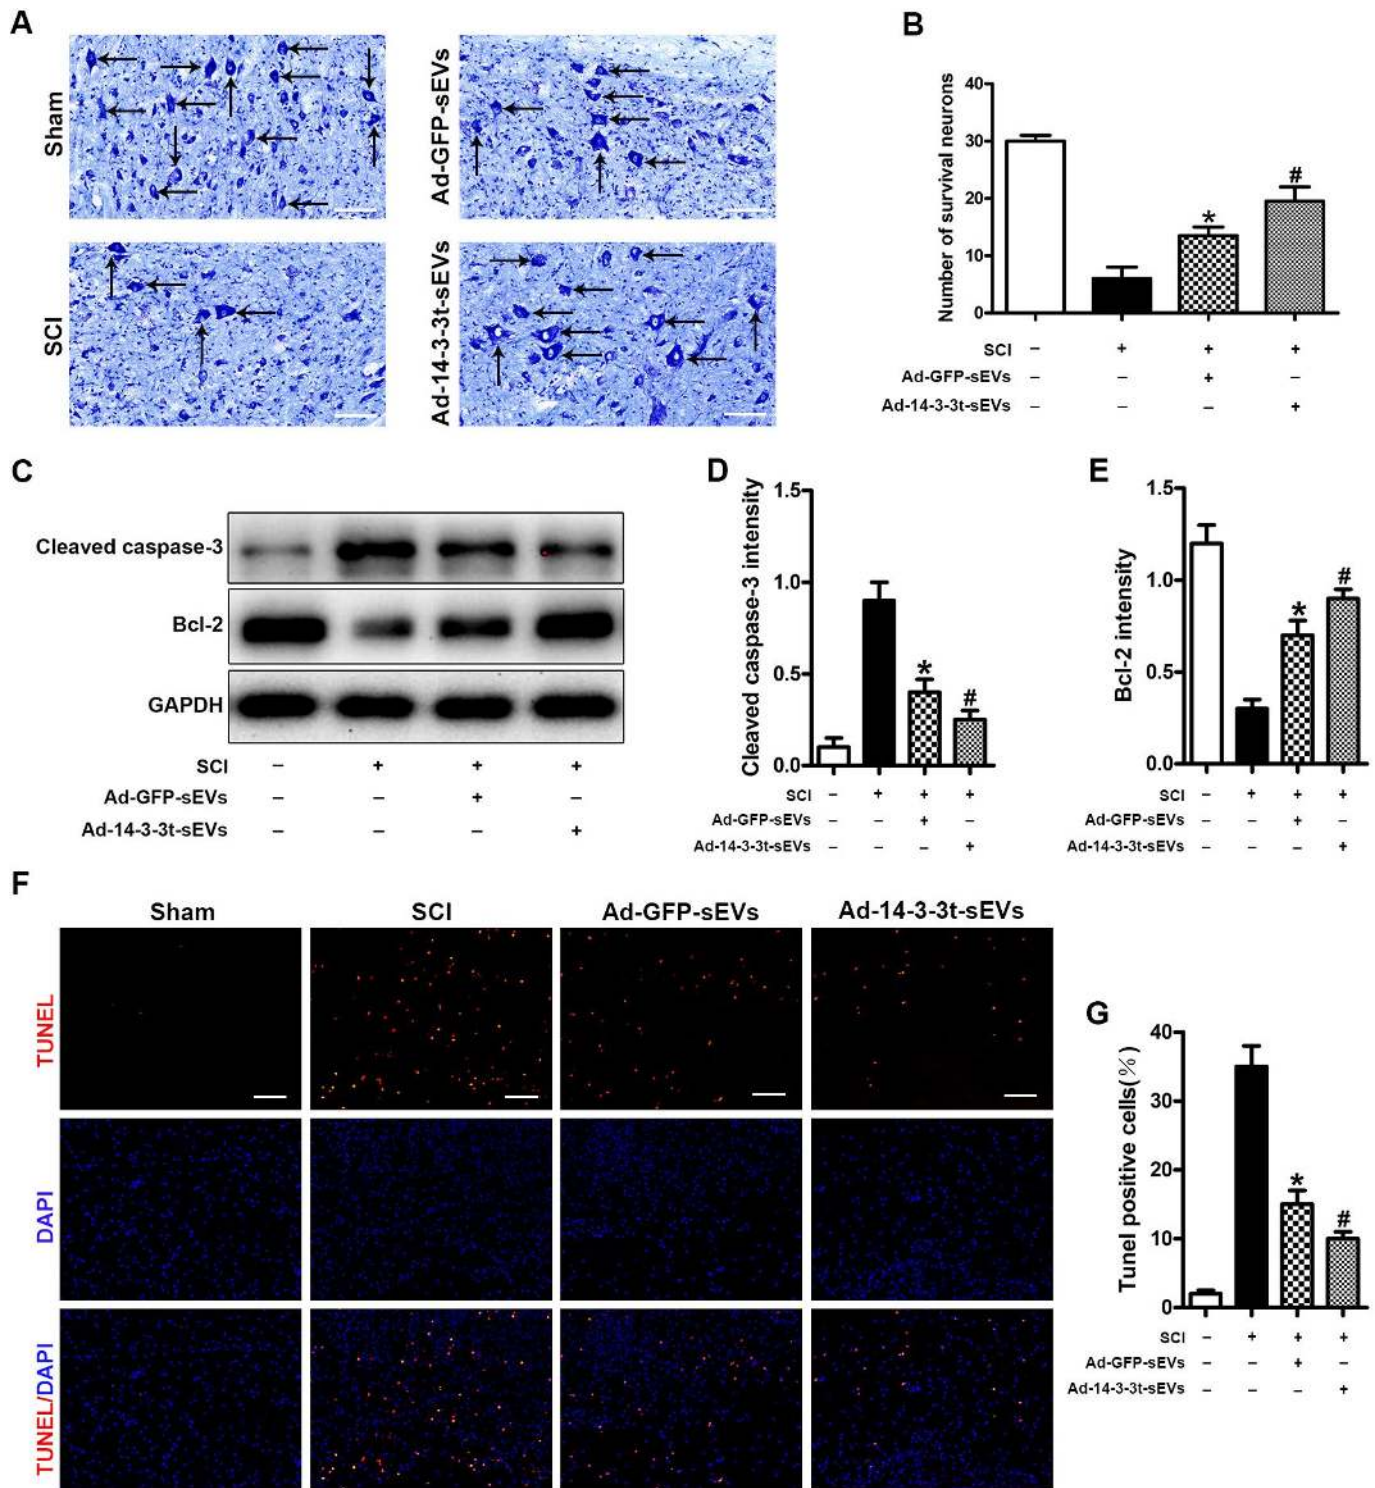 A
Sham
Ad-GFP-sEVs
SCI
Ad-14-3-3t-sEVs
B
Number of survival neurons
40
30
20
10
0
*
#
SCI – + + +
Ad-GFP-sEVs – – + –
Ad-14-3-3t-sEVs – – – +
C
Cleaved caspase-3
Bcl-2
GAPDH
SCI – + + +
Ad-GFP-sEVs – – + –
Ad-14-3-3t-sEVs – – – +
D
Cleaved caspase-3 intensity
1.5
1.0
0.5
0.0
*
#
SCI – + + +
Ad-GFP-sEVs – – + –
Ad-14-3-3t-sEVs – – – +
E
Bcl-2 intensity
1.5
1.0
0.5
0.0
*
#
SCI – + + +
Ad-GFP-sEVs – – + –
Ad-14-3-3t-sEVs – – – +
F
Sham SCI Ad-GFP-sEVs Ad-14-3-3t-sEVs
TUNEL
DAPI
TUNEL/DAPI
G
Tunel positive cells(%)
40
30
20
10
0
*
#
SCI – + + +
Ad-GFP-sEVs – – + –
Ad-14-3-3t-sEVs – – – +